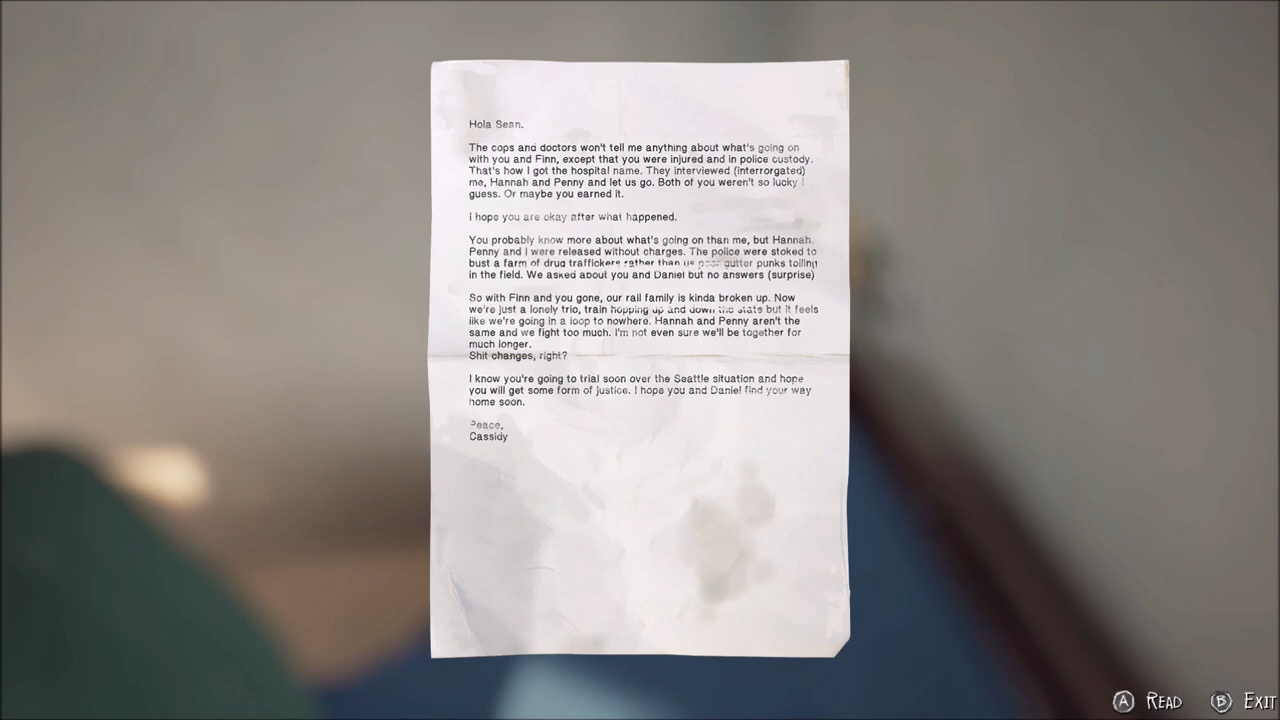 Hola Sean.
The cops and doctors won't tell me anything about what's going on
with you and Finn, except that you were injured and in police custody.
That's how I got the hospital name. They interviewed (interrorgated)
me, Hannah and Penny and let us go. Both of you weren't so lucky I
guess. Or maybe you earned it.
I hope you are okay after what happened.
You probably know more about what's going on than me, but Hannah,
Penny and I were released without charges. The police were stoked to
bust a farm of drug traffickers rather than us poor gutter punks toiling
in the field. We asked about you and Daniel but no answers (surprise)
So with Finn and you gone, our rail family is kinda broken up. Now
we're just a lonely trio, train hopping up and down the state but it feels
like we're going in a loop to nowhere. Hannah and Penny aren't the
same and we fight too much. I'm not even sure we'll be together for
much longer.
Shit changes, right?
I know you're going to trial soon over the Seattle situation and hope
you will get some form of justice. I hope you and Daniel find your way
home soon.
Peace,
Cassidy
A READ B EXIT